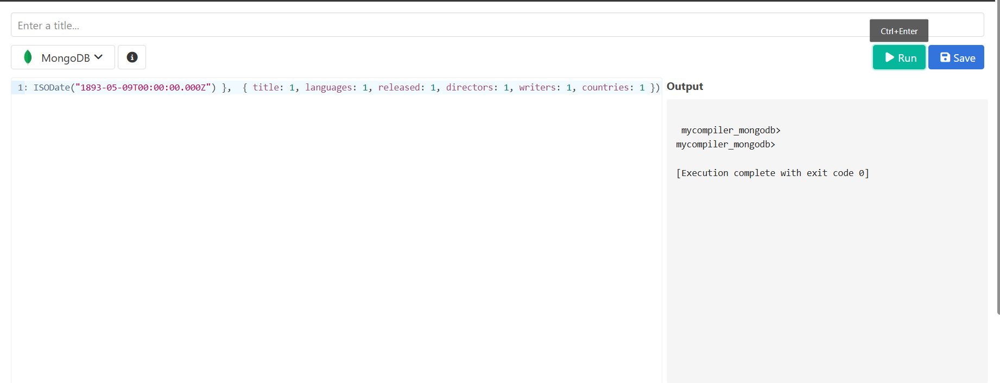 Enter a title...
Ctrl+Enter
MongoDB
Run
Save
1 : ISODate("1893-05-09T00:00:00.000Z") },  { title: 1, languages: 1, released: 1, directors: 1, writers: 1, countries: 1 })
Output
mycompiler_mongodb>
mycompiler_mongodb>
[Execution complete with exit code 0]